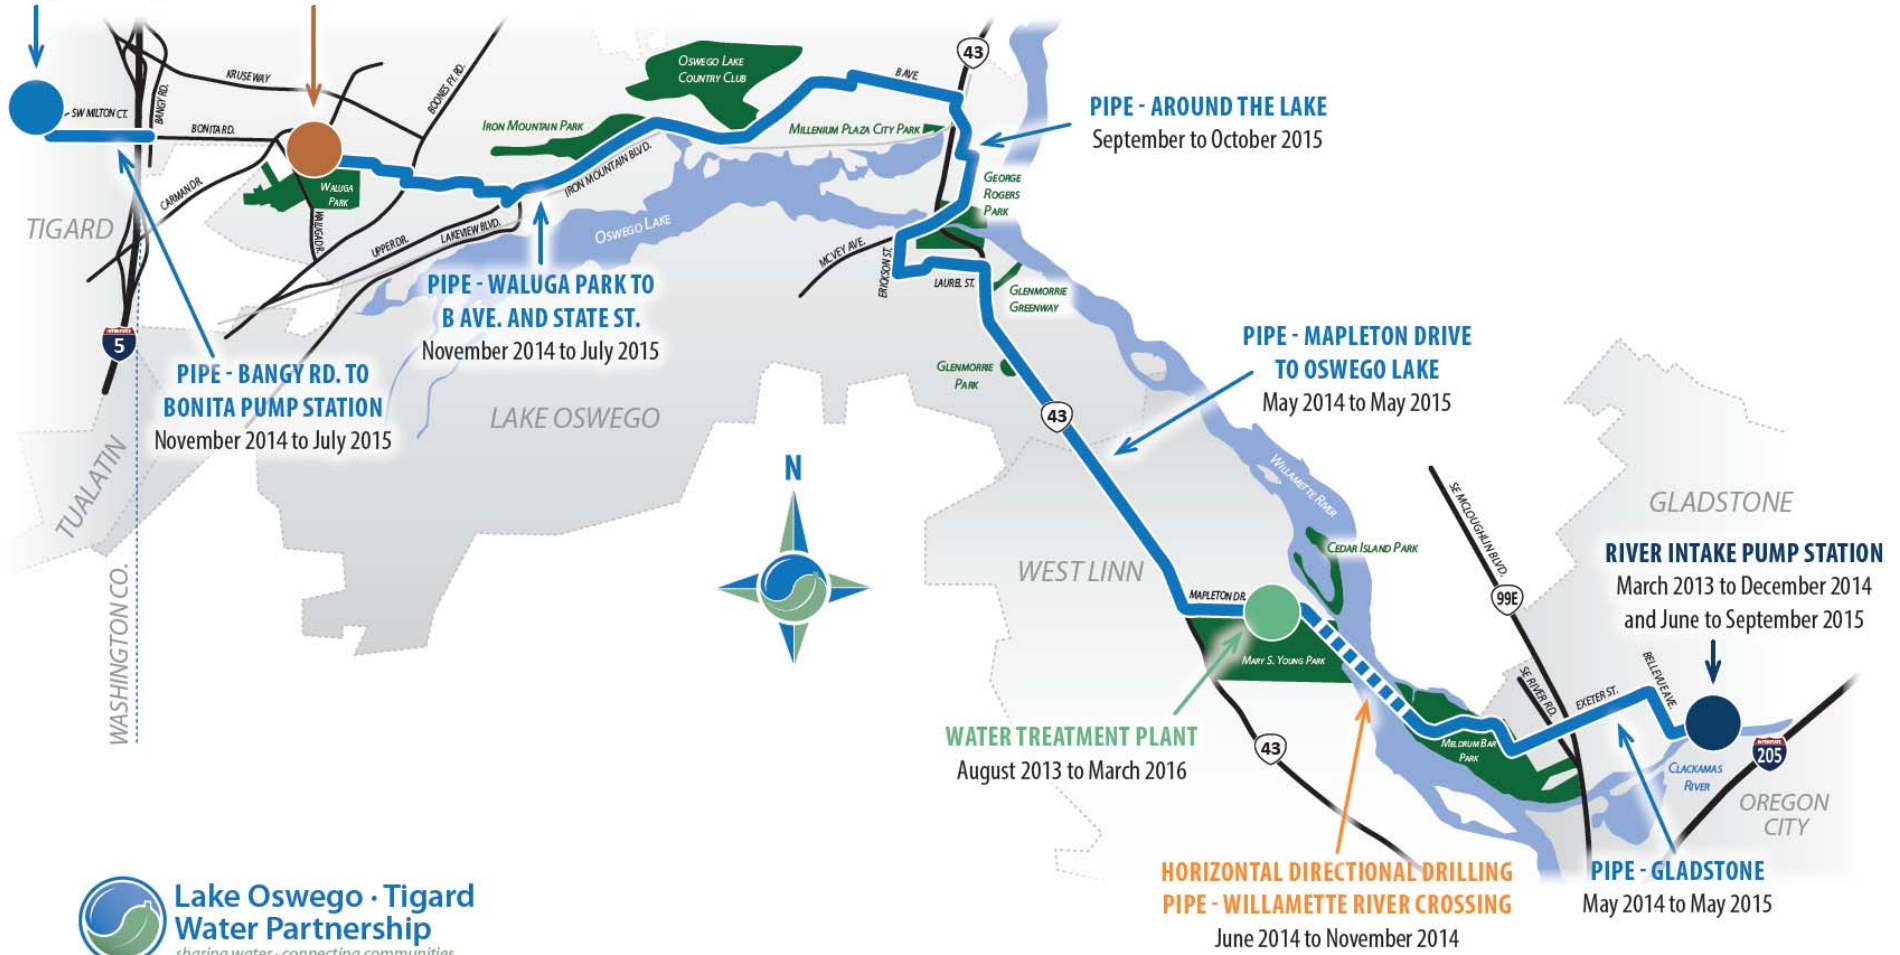 43
OSWEGO LAKE
COUNTRY CLUB
B AVE.
KRUSE WAY
BANGY RD.
BOONES FY. RD.
SW MILTON CT.
BONITA RD.
IRON MOUNTAIN PARK
MILLENIUM PLAZA CITY PARK
PIPE - AROUND THE LAKE
September to October 2015
IRON MOUNTAIN BLVD.
GEORGE
ROGERS
PARK
CARMAN DR.
WALUGA
PARK
WALUGA DR.
TIGARD
UPPER DR.
LAKEVIEW BLVD.
OSWEGO LAKE
MCVEY AVE.
ERICKSON ST.
LAUREL ST.
GLENMORRIE
GREENWAY
PIPE - WALUGA PARK TO
B AVE. AND STATE ST.
November 2014 to July 2015
5
PIPE - BANGY RD. TO
BONITA PUMP STATION
November 2014 to July 2015
PIPE - MAPLETON DRIVE
TO OSWEGO LAKE
May 2014 to May 2015
GLENMORRIE
PARK
LAKE OSWEGO
43
TUALATIN
N
WILLAMETTE RIVER
SE MCLOUGHLIN BLVD.
GLADSTONE
CEDAR ISLAND PARK
WEST LINN
RIVER INTAKE PUMP STATION
March 2013 to December 2014
and June to September 2015
99E
MAPLETON DR.
WASHINGTON CO.
MARY S. YOUNG PARK
SE RIVER RD.
EXETER ST.
BELLEVUE AVE.
WATER TREATMENT PLANT
August 2013 to March 2016
43
MELDRUM BAR
PARK
INTERSTATE
205
CLACKAMAS
RIVER
OREGON
CITY
HORIZONTAL DIRECTIONAL DRILLING
PIPE - WILLAMETTE RIVER CROSSING
June 2014 to November 2014
PIPE - GLADSTONE
May 2014 to May 2015
Lake Oswego · Tigard
Water Partnership
sharing water · connecting communities